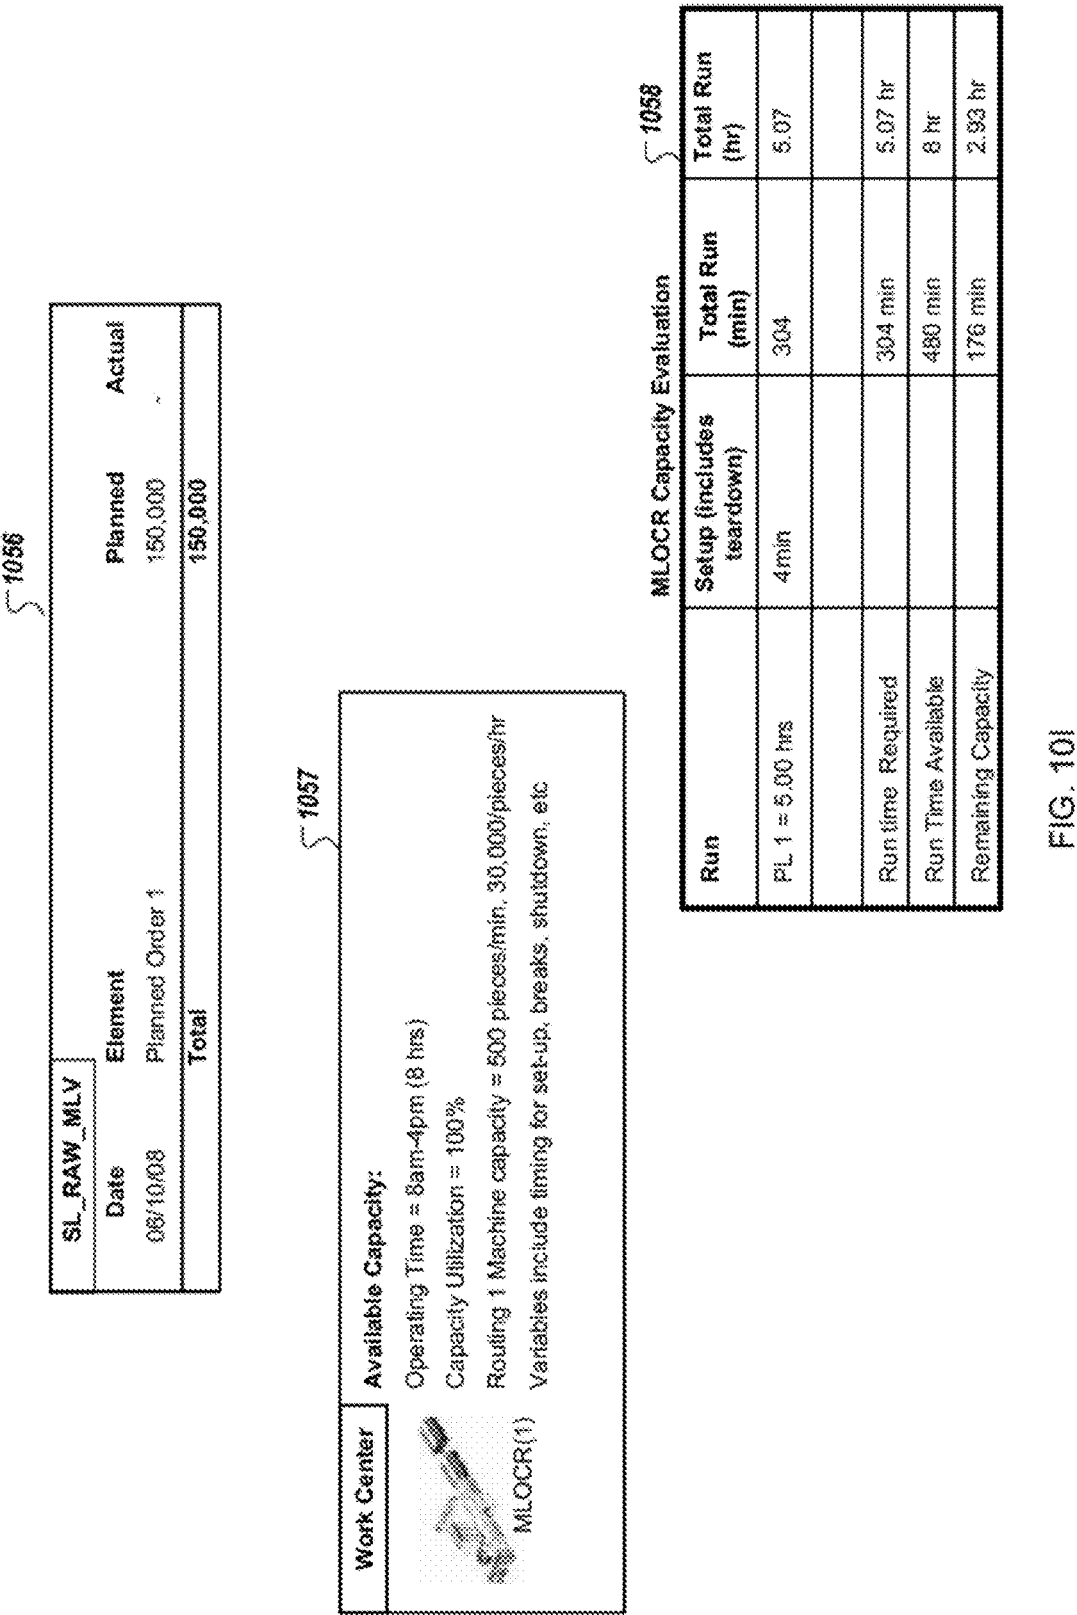 1056
SL_RAW_MLV
Date Element Planned Actual
06/10/08 Planned Order 1 150,000 -
Total 150,000
1057
Work Center
MLOCR(1)
Available Capacity:
Operating Time = 8am-4pm (8 hrs)
Capacity Utilization = 100%
Routing 1 Machine capacity = 500 pieces/min, 30,000/pieces/hr
Variables include timing for set-up, breaks, shutdown, etc
1058
MLOCR Capacity Evaluation
Run Setup (includes teardown) Total Run (min) Total Run (hr)
PL 1 = 5.00 hrs 4min 304 5.07
Run time Required 304 min 5.07 hr
Run Time Available 480 min 8 hr
Remaining Capacity 176 min 2.93 hr
FIG. 10I